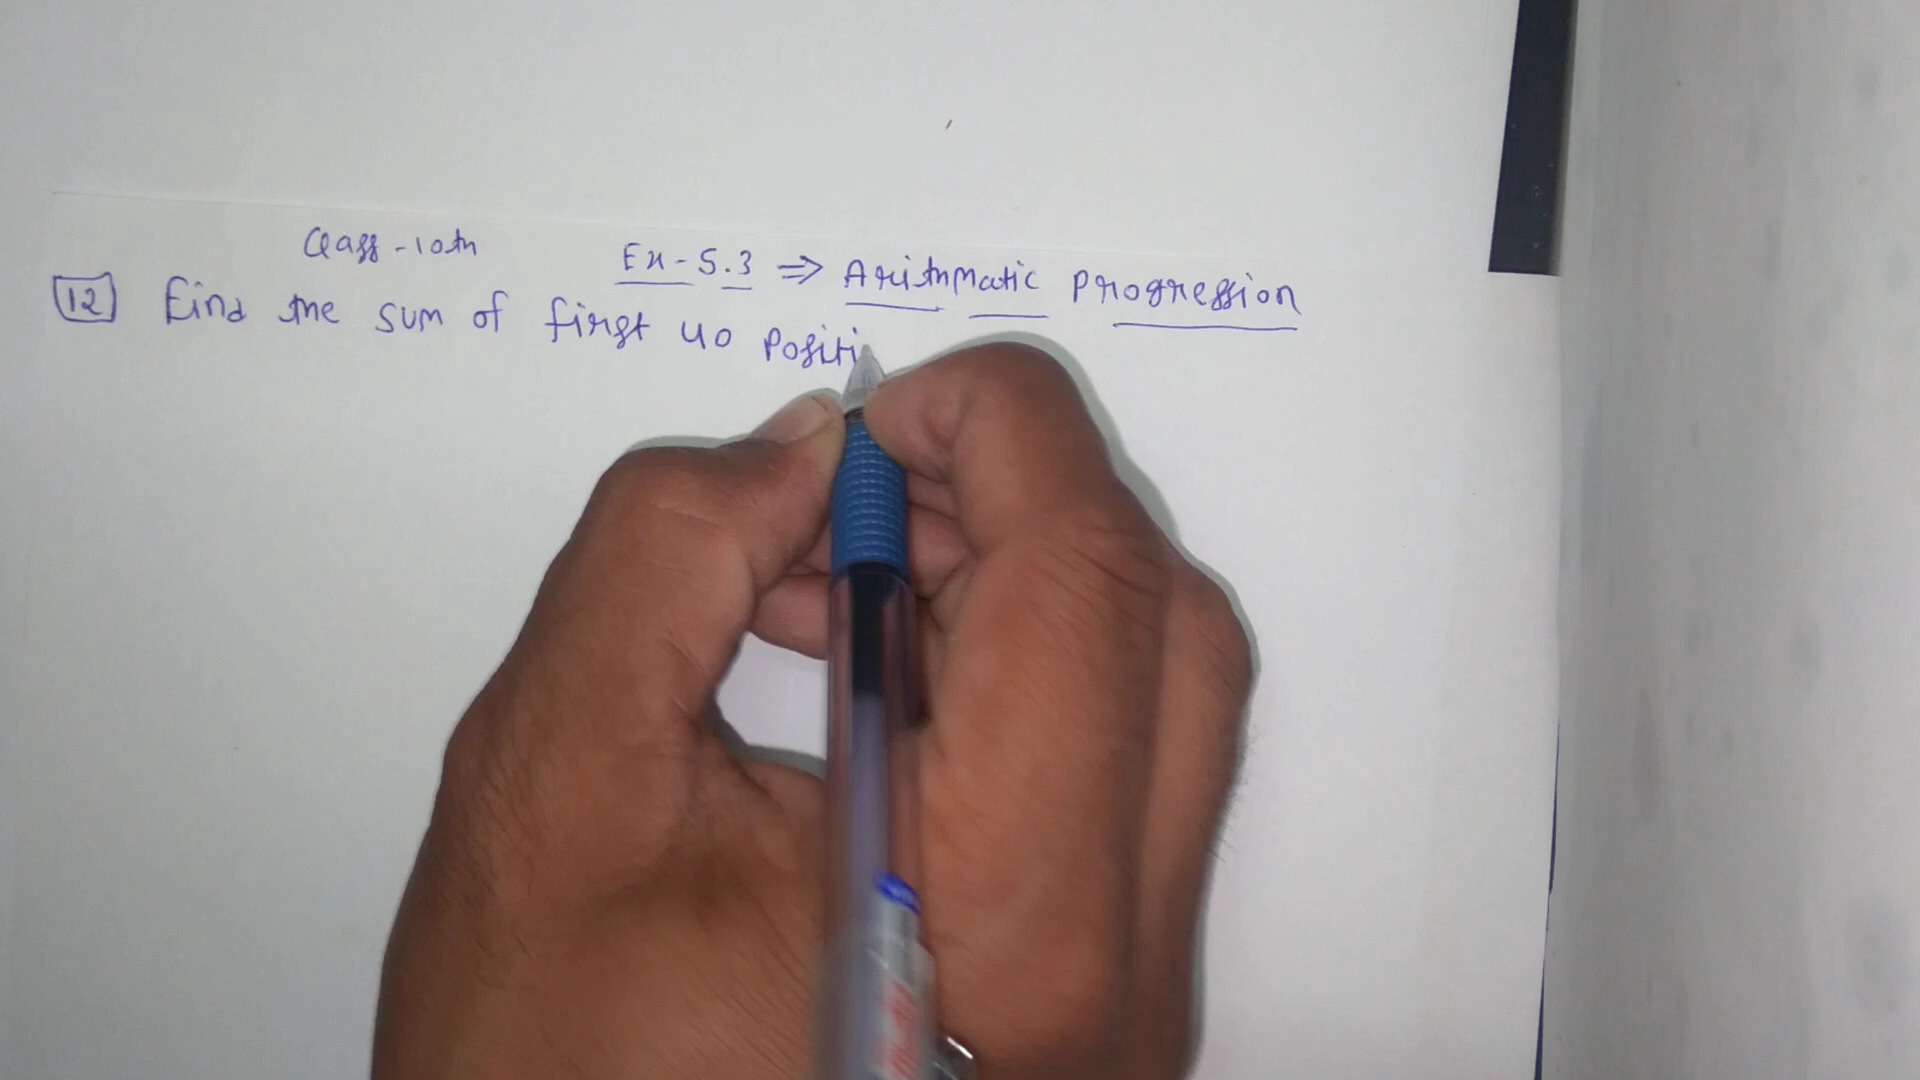 Class - 10th
Ex - 5.3 ⇒ Arithmatic Progression
12 Find the sum of first 40 Positi